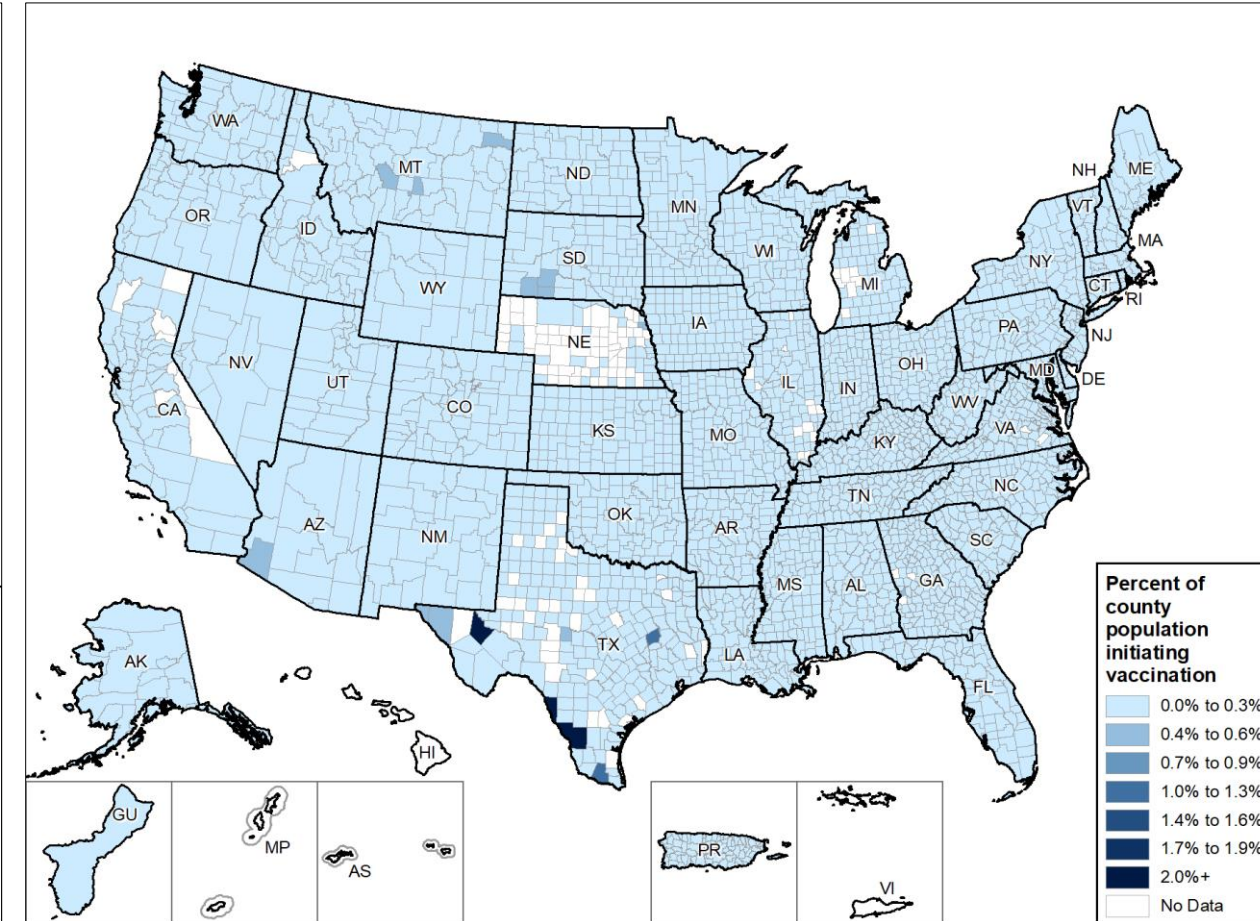 WA
MT
ND
MN
ME
NH
VT
OR
ID
SD
WI
MI
NY
MA
WY
CT
RI
IA
PA
NJ
NE
NV
UT
CO
IL
IN
OH
MD
DE
CA
KS
MO
WV
VA
KY
AZ
NM
OK
AR
TN
NC
SC
MS
AL
GA
TX
LA
FL
AK
HI
GU
MP
AS
PR
VI
Percent of
county
population
initiating
vaccination
0.0% to 0.3%
0.4% to 0.6%
0.7% to 0.9%
1.0% to 1.3%
1.4% to 1.6%
1.7% to 1.9%
2.0%+
No Data